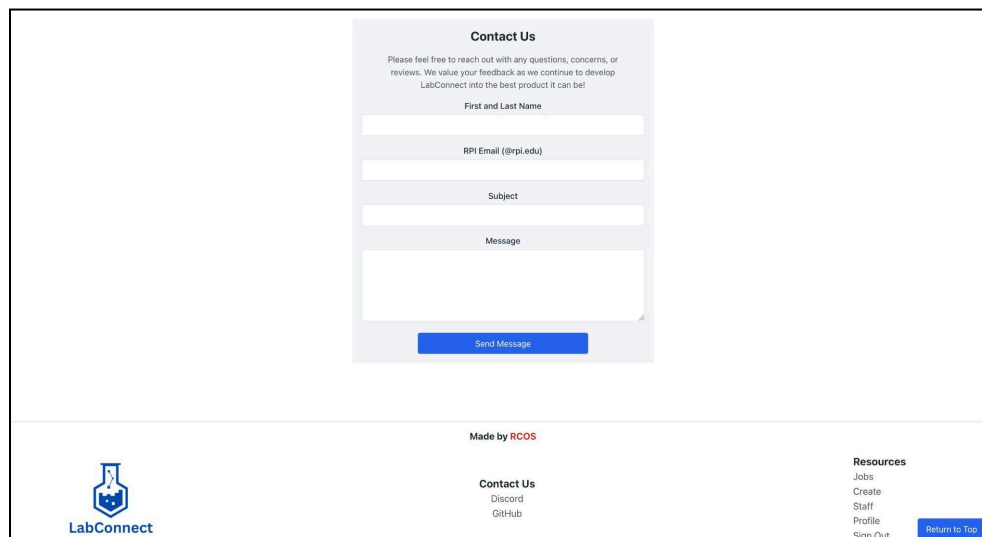 Contact Us
Please feel free to reach out with any questions, concerns, or
reviews. We value your feedback as we continue to develop
LabConnect into the best product it can be!
First and Last Name
RPI Email (@rpi.edu)
Subject
Message
Send Message
Made by RCOS
LabConnect
Contact Us
Discord
GitHub
Resources
Jobs
Create
Staff
Profile
Sign Out
Return to Top